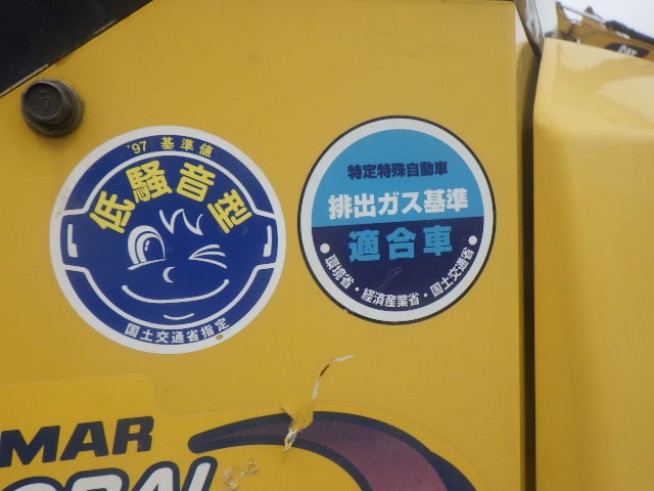 '97 基準値
低騒音型
国土交通省指定
特定特殊自動車
排出ガス基準
適合車
環境省・経済産業省・国土交通省
MAR
CAT